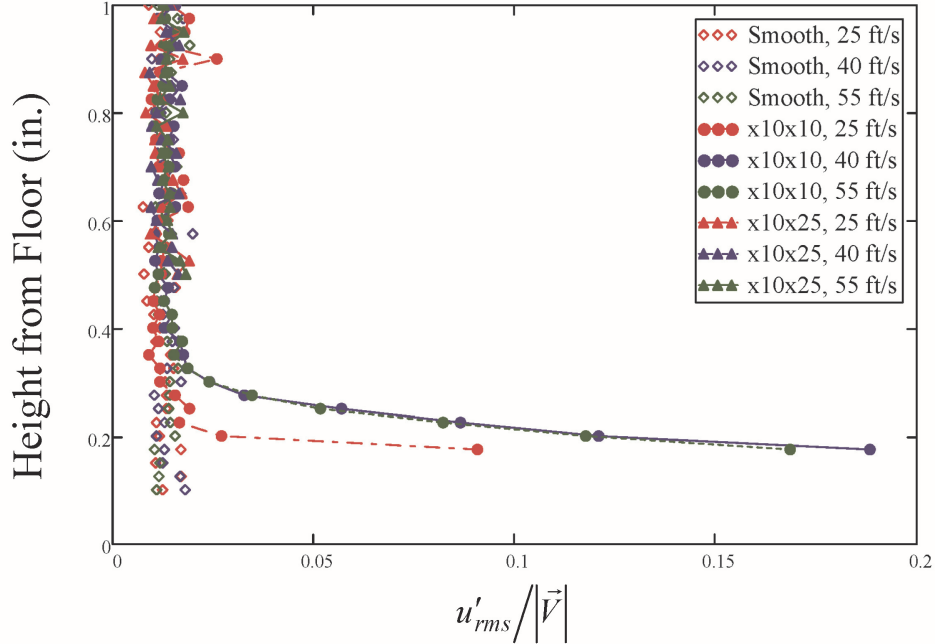 1
0.8
0.6
0.4
0.2
0
0
0.05
0.1
0.15
0.2
Height from Floor (in.)
u'rms/|V⃗|
Smooth, 25 ft/s
Smooth, 40 ft/s
Smooth, 55 ft/s
x10x10, 25 ft/s
x10x10, 40 ft/s
x10x10, 55 ft/s
x10x25, 25 ft/s
x10x25, 40 ft/s
x10x25, 55 ft/s